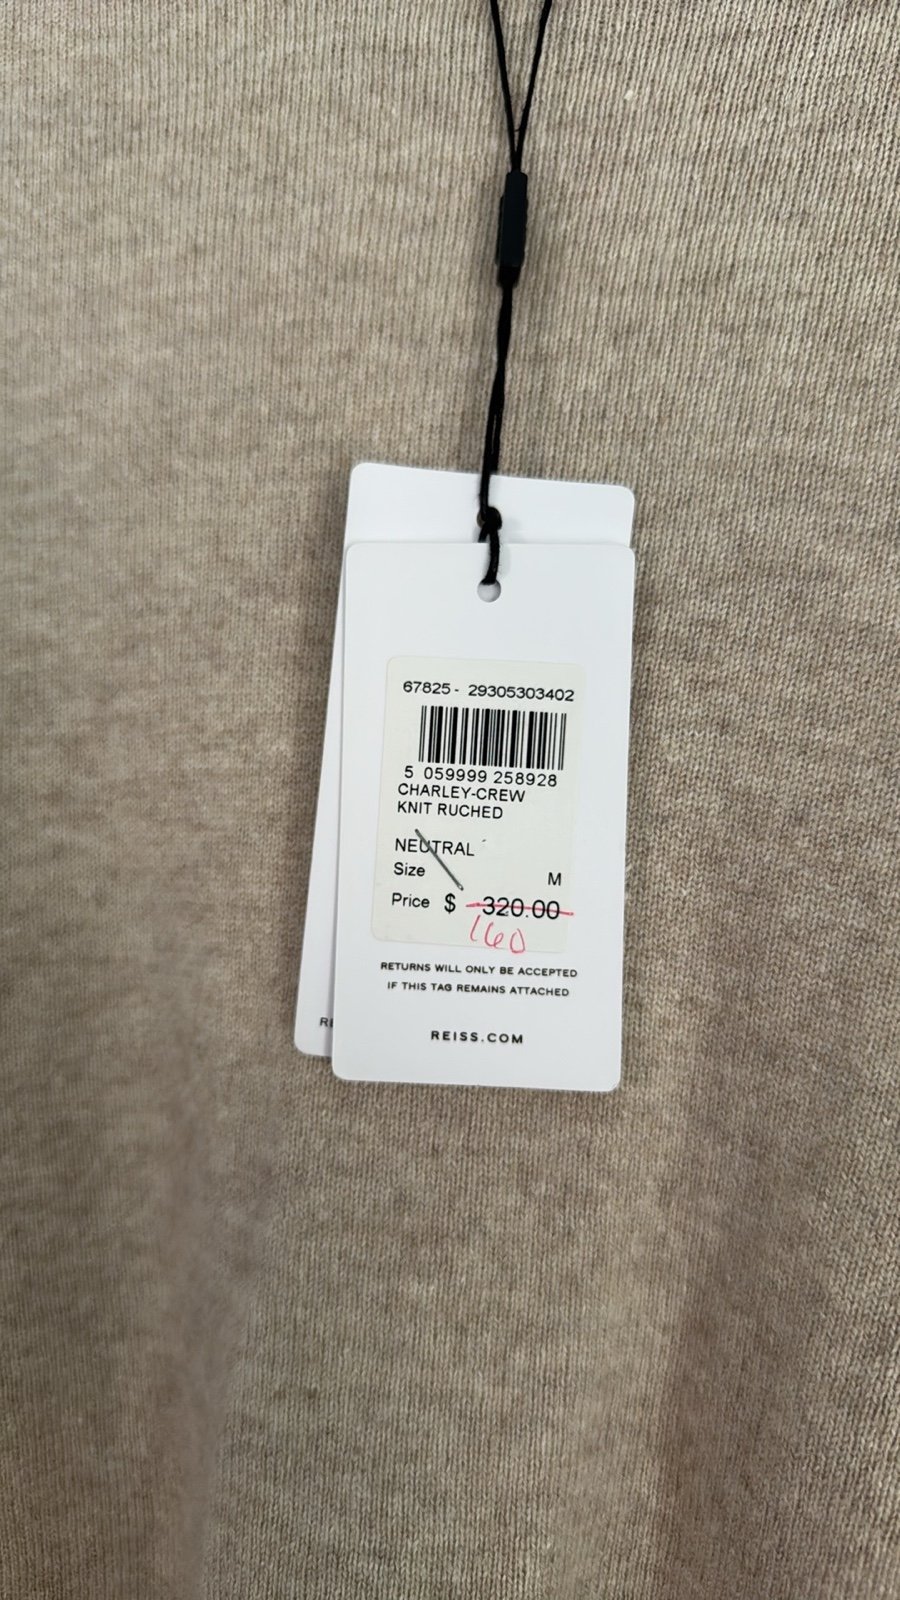 67825 - 29305303402
5 059999 258928
CHARLEY-CREW
KNIT RUCHED
NEUTRAL
Size M
Price $ 320.00
160
RETURNS WILL ONLY BE ACCEPTED
IF THIS TAG REMAINS ATTACHED
REISS.COM